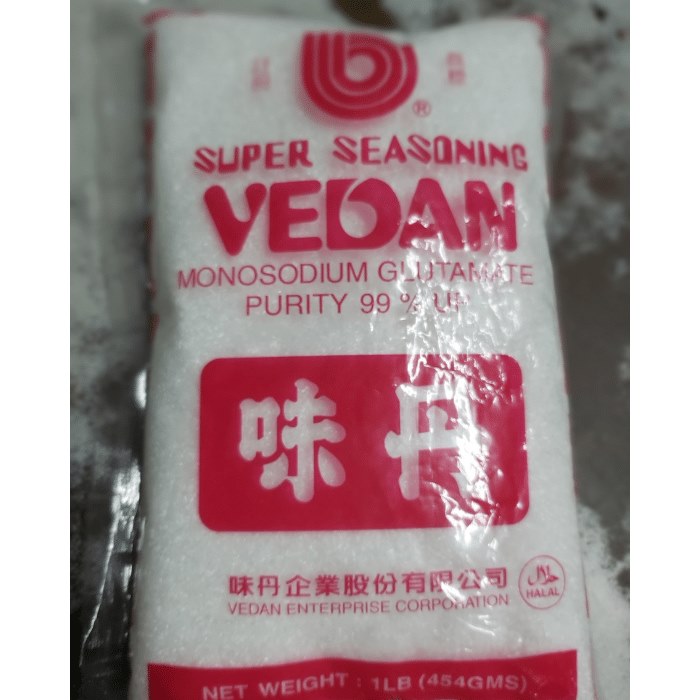 ®
SUPER SEASONING
VEDAN
MONOSODIUM GLUTAMATE
PURITY 99 % UP
味丹
味丹企業股份有限公司
HALAL
VEDAN ENTERPRISE CORPORATION
NET WEIGHT : 1LB (454GMS)